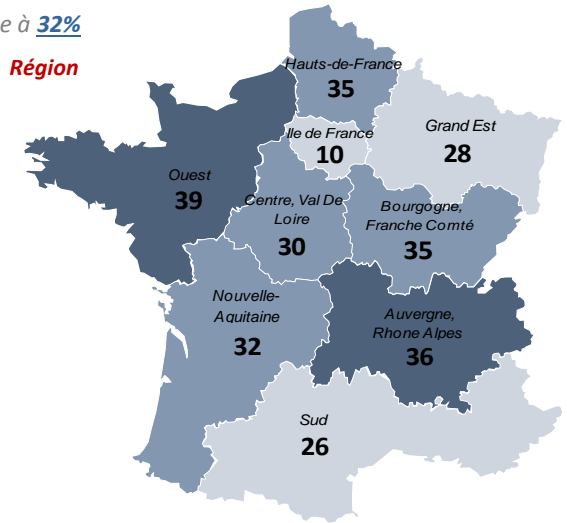 e à 32%
Région
Hauts-de-France
35
Ile de France
10
Grand Est
28
Ouest
39
Centre, Val De
Loire
30
Bourgogne,
Franche Comté
35
Nouvelle-
Aquitaine
32
Auvergne,
Rhone Alpes
36
Sud
26